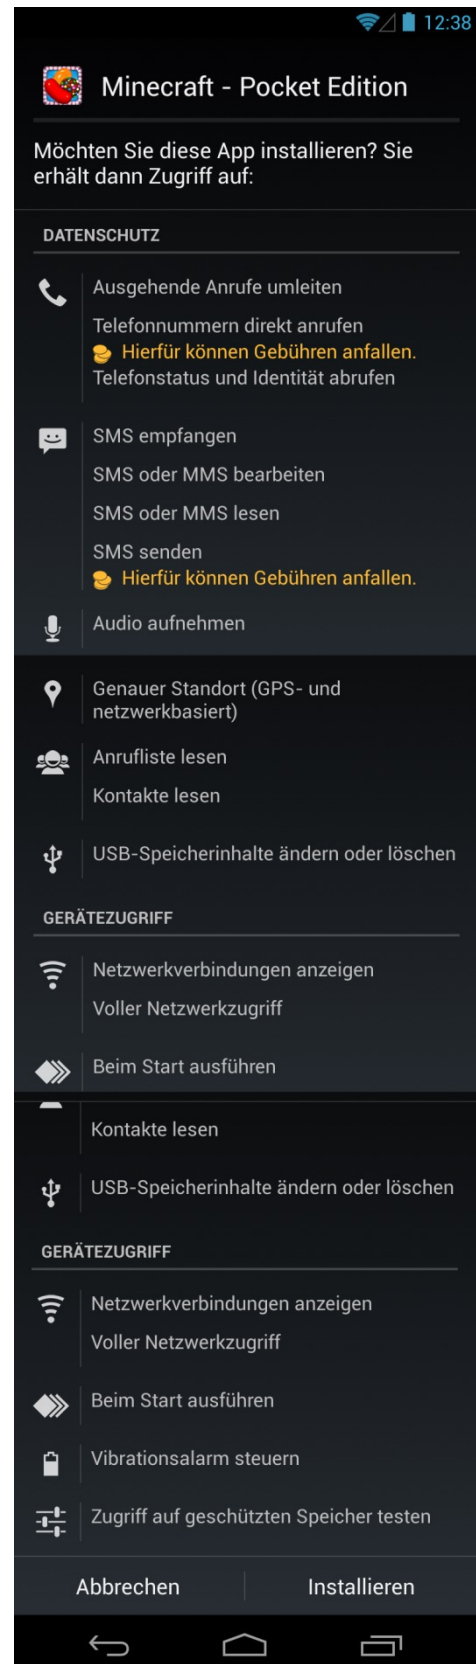 12:38
Minecraft - Pocket Edition
Möchten Sie diese App installieren? Sie
erhält dann Zugriff auf:
DATENSCHUTZ
Ausgehende Anrufe umleiten
Telefonnummern direkt anrufen
Hierfür können Gebühren anfallen.
Telefonstatus und Identität abrufen
SMS empfangen
SMS oder MMS bearbeiten
SMS oder MMS lesen
SMS senden
Hierfür können Gebühren anfallen.
Audio aufnehmen
Genauer Standort (GPS- und
netzwerkbasiert)
Anrufliste lesen
Kontakte lesen
USB-Speicherinhalte ändern oder löschen
GERÄTEZUGRIFF
Netzwerkverbindungen anzeigen
Voller Netzwerkzugriff
Beim Start ausführen
Kontakte lesen
USB-Speicherinhalte ändern oder löschen
GERÄTEZUGRIFF
Netzwerkverbindungen anzeigen
Voller Netzwerkzugriff
Beim Start ausführen
Vibrationsalarm steuern
Zugriff auf geschützten Speicher testen
Abbrechen Installieren